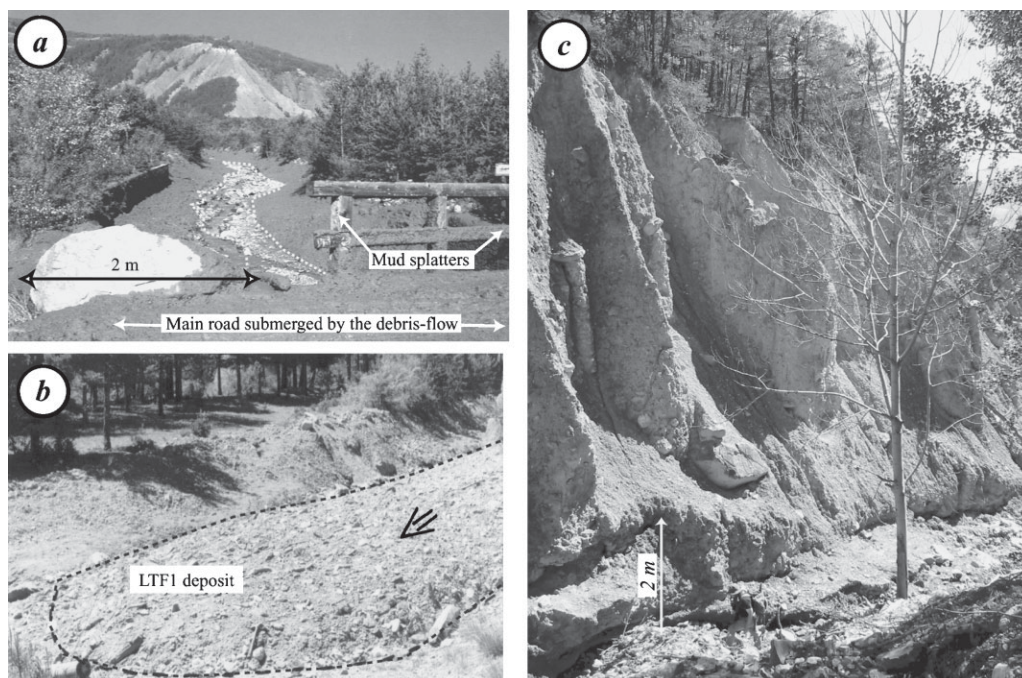 a
2 m
Mud splatters
Main road submerged by the debris-flow
b
LTF1 deposit
c
2 m